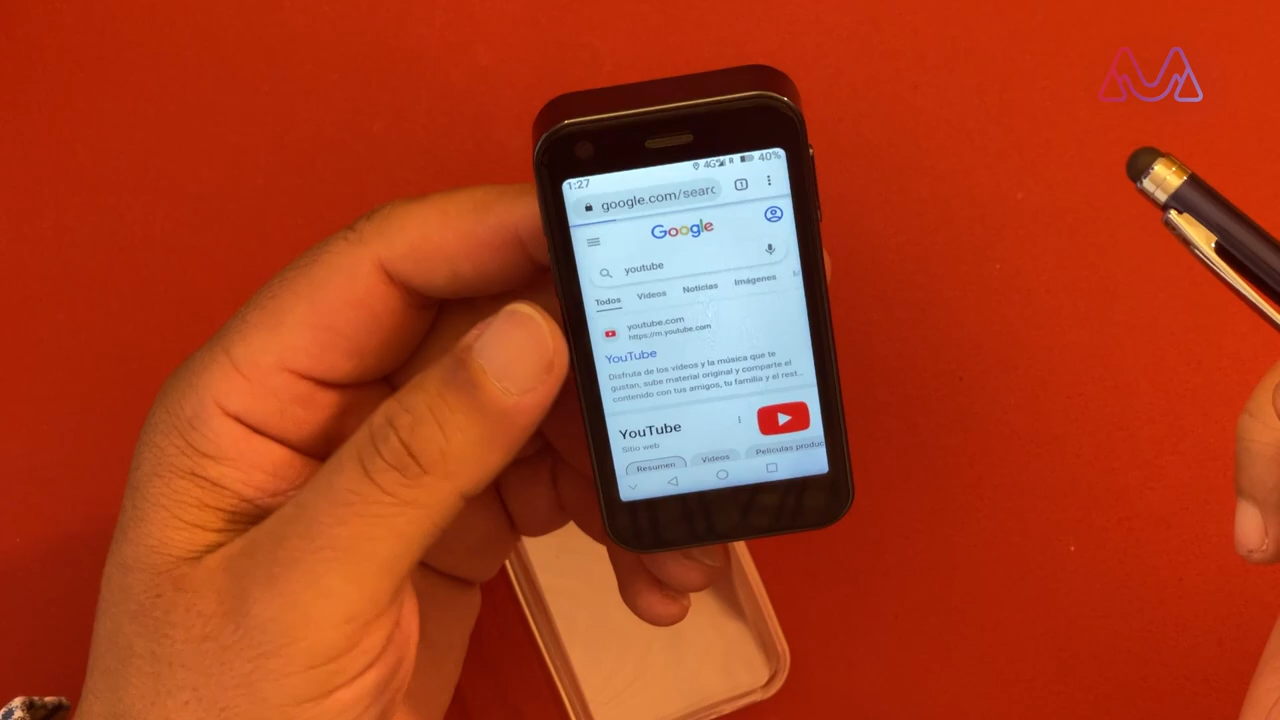 1:27 4G R 40%
google.com/searc 1
Google
youtube
Todos Videos Noticias Imágenes
youtube.com
https://m.youtube.com
YouTube
Disfruta de los videos y la música que te
gustan, sube material original y comparte el
contenido con tus amigos, tu familia y el rest...
YouTube
Sitio web
Resumen Videos Películas produc